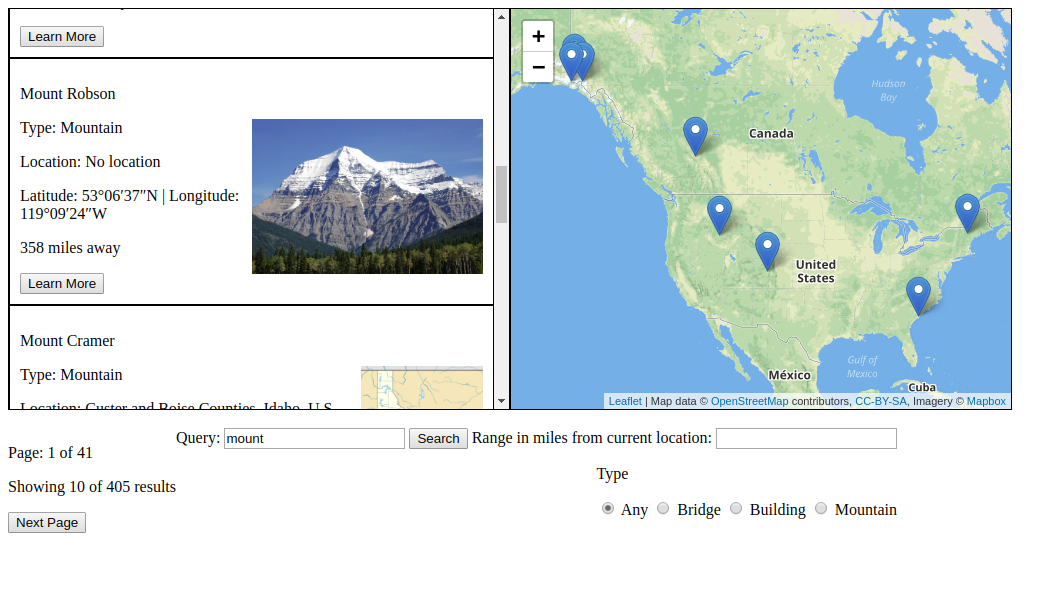 Learn More
Mount Robson
Type: Mountain
Location: No location
Latitude: 53°06′37″N | Longitude:
119°09′24″W
358 miles away
Learn More
Mount Cramer
Type: Mountain
Location: Custer and Boise Counties, Idaho, U.S.
+
−
Hudson
Bay
Canada
United
States
Gulf of
Mexico
México
Cuba
Leaflet | Map data © OpenStreetMap contributors, CC-BY-SA, Imagery © Mapbox
Query: mount Search Range in miles from current location:
Page: 1 of 41
Type
Showing 10 of 405 results
Any Bridge Building Mountain
Next Page